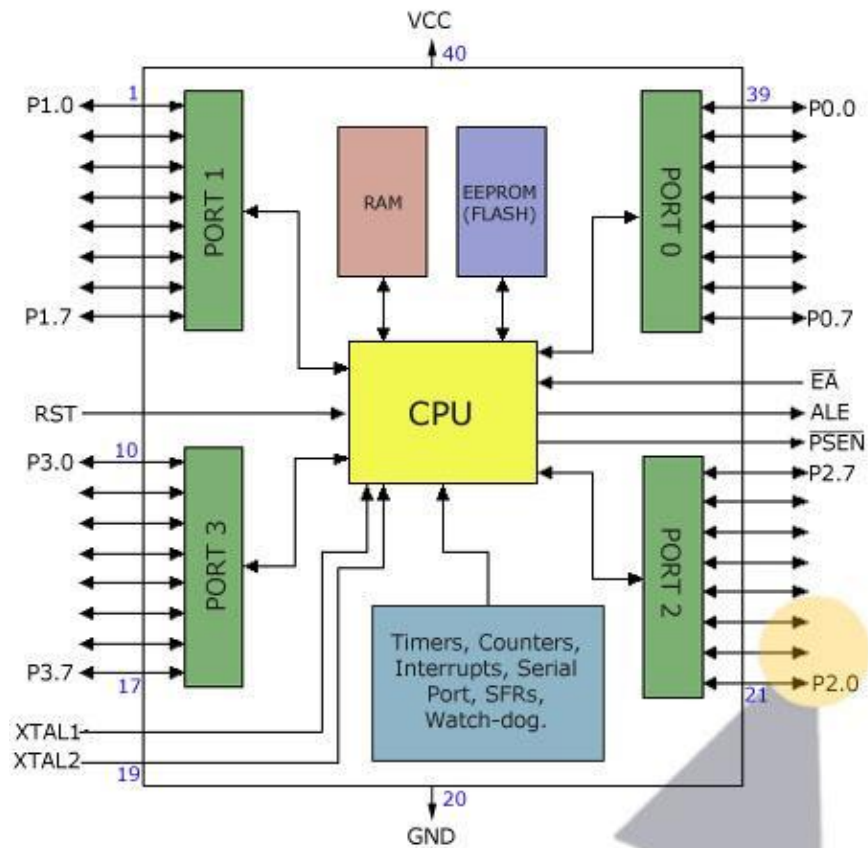 VCC
40
P1.0
1
39
P0.0
PORT 1
RAM
EEPROM
(FLASH)
PORT 0
P1.7
P0.7
EA
CPU
RST
ALE
PSEN
P3.0
10
P2.7
PORT 3
PORT 2
Timers, Counters,
Interrupts, Serial
Port, SFRs,
Watch-dog.
P3.7
17
21
P2.0
XTAL1
XTAL2
19
20
GND